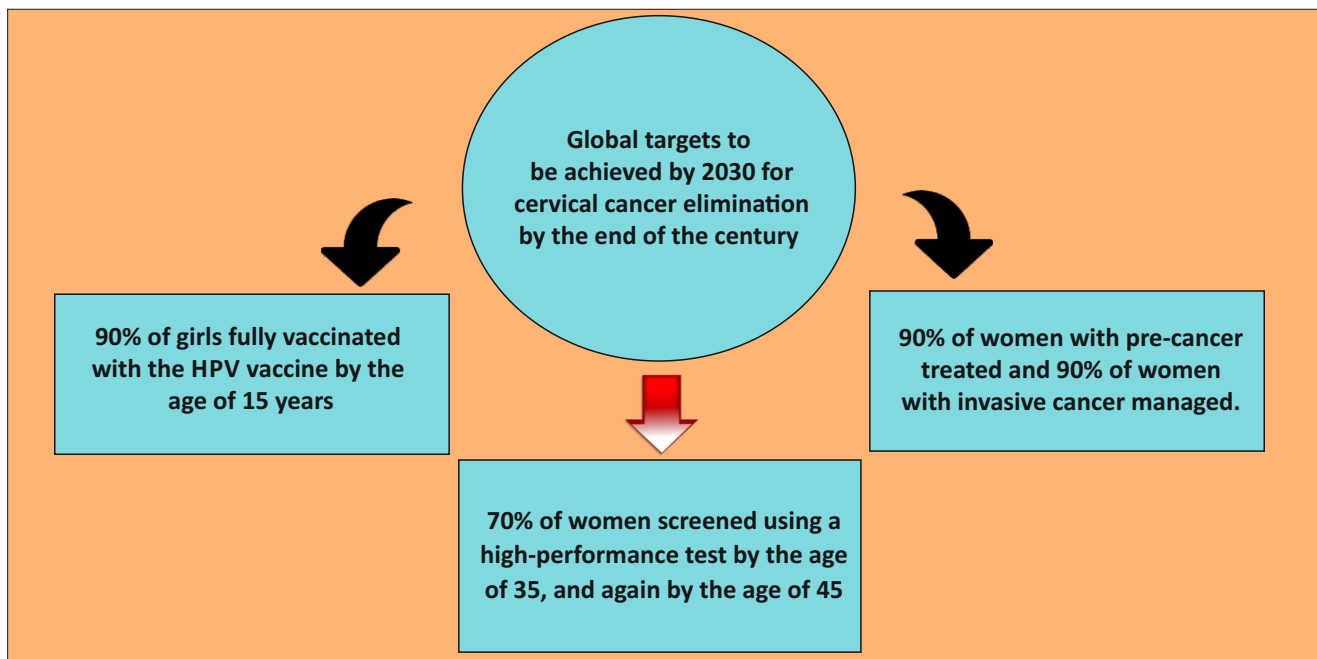 Global targets to
be achieved by 2030 for
cervical cancer elimination
by the end of the century
90% of girls fully vaccinated
with the HPV vaccine by the
age of 15 years
70% of women screened using a
high-performance test by the age
of 35, and again by the age of 45
90% of women with pre-cancer
treated and 90% of women
with invasive cancer managed.